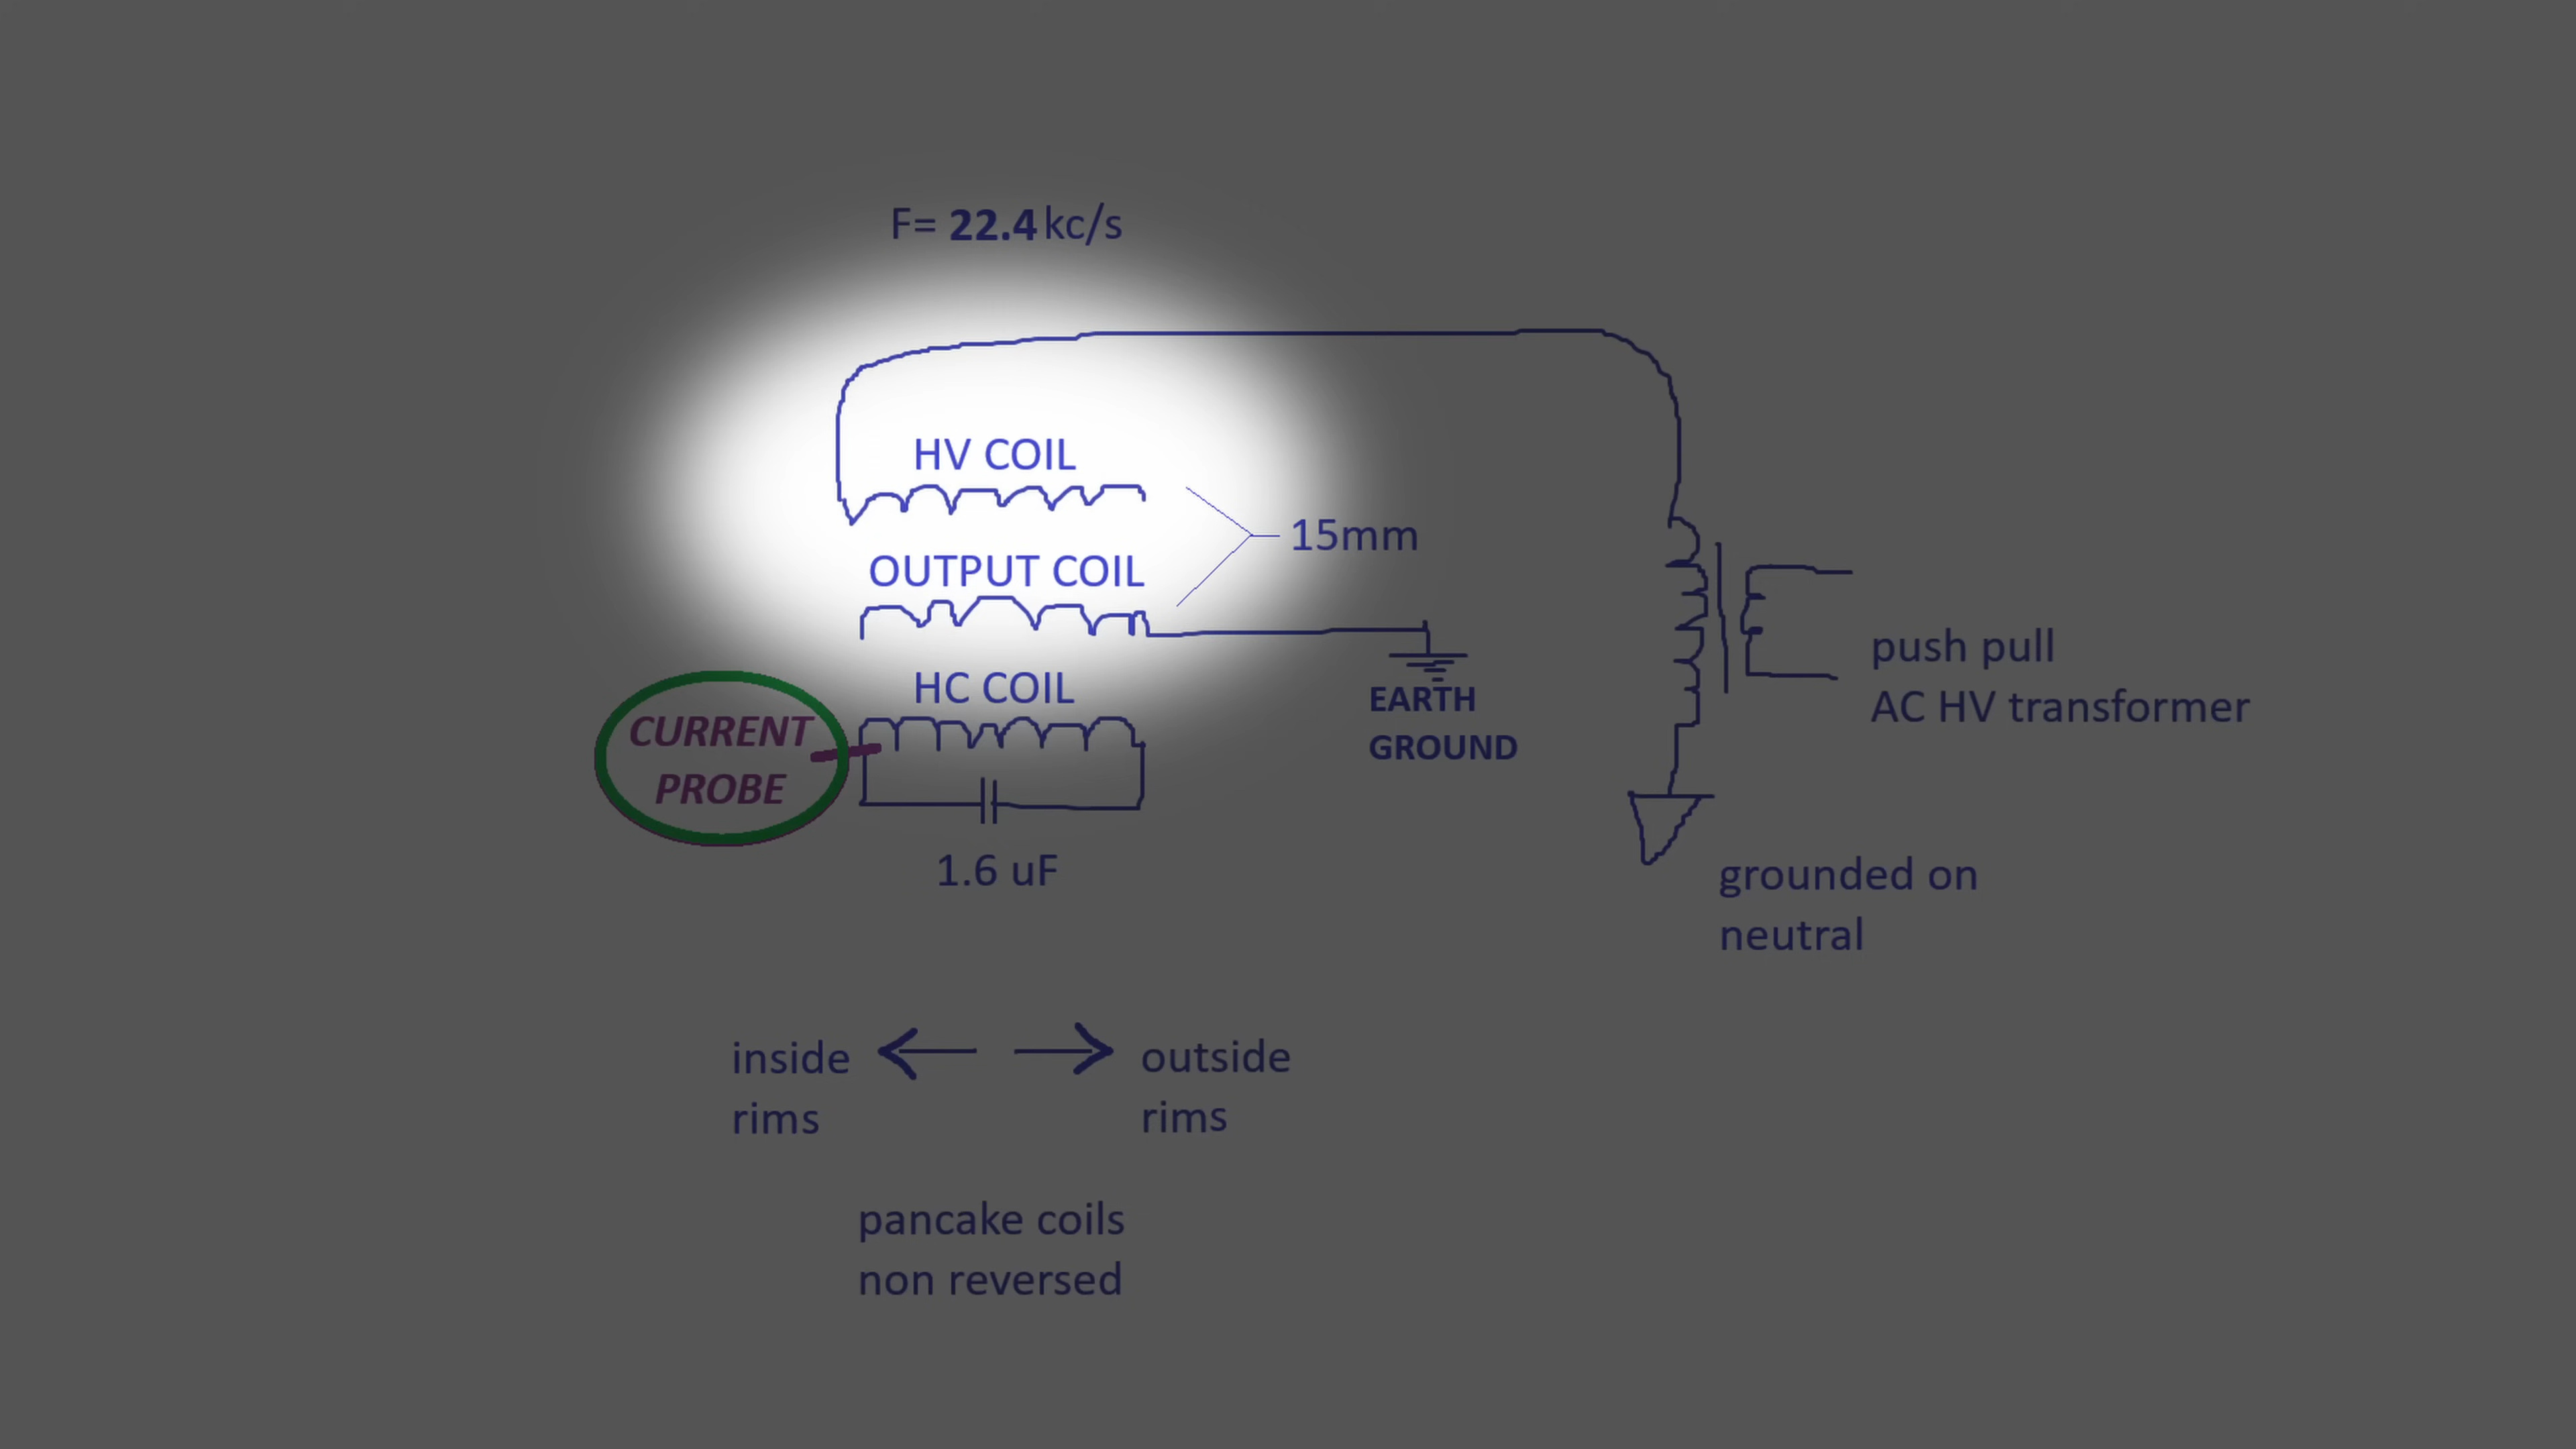 F= 22.4 kc/s
HV COIL
15mm
OUTPUT COIL
HC COIL
EARTH
GROUND
push pull
AC HV transformer
CURRENT
PROBE
1.6 uF
grounded on
neutral
inside
rims
outside
rims
pancake coils
non reversed